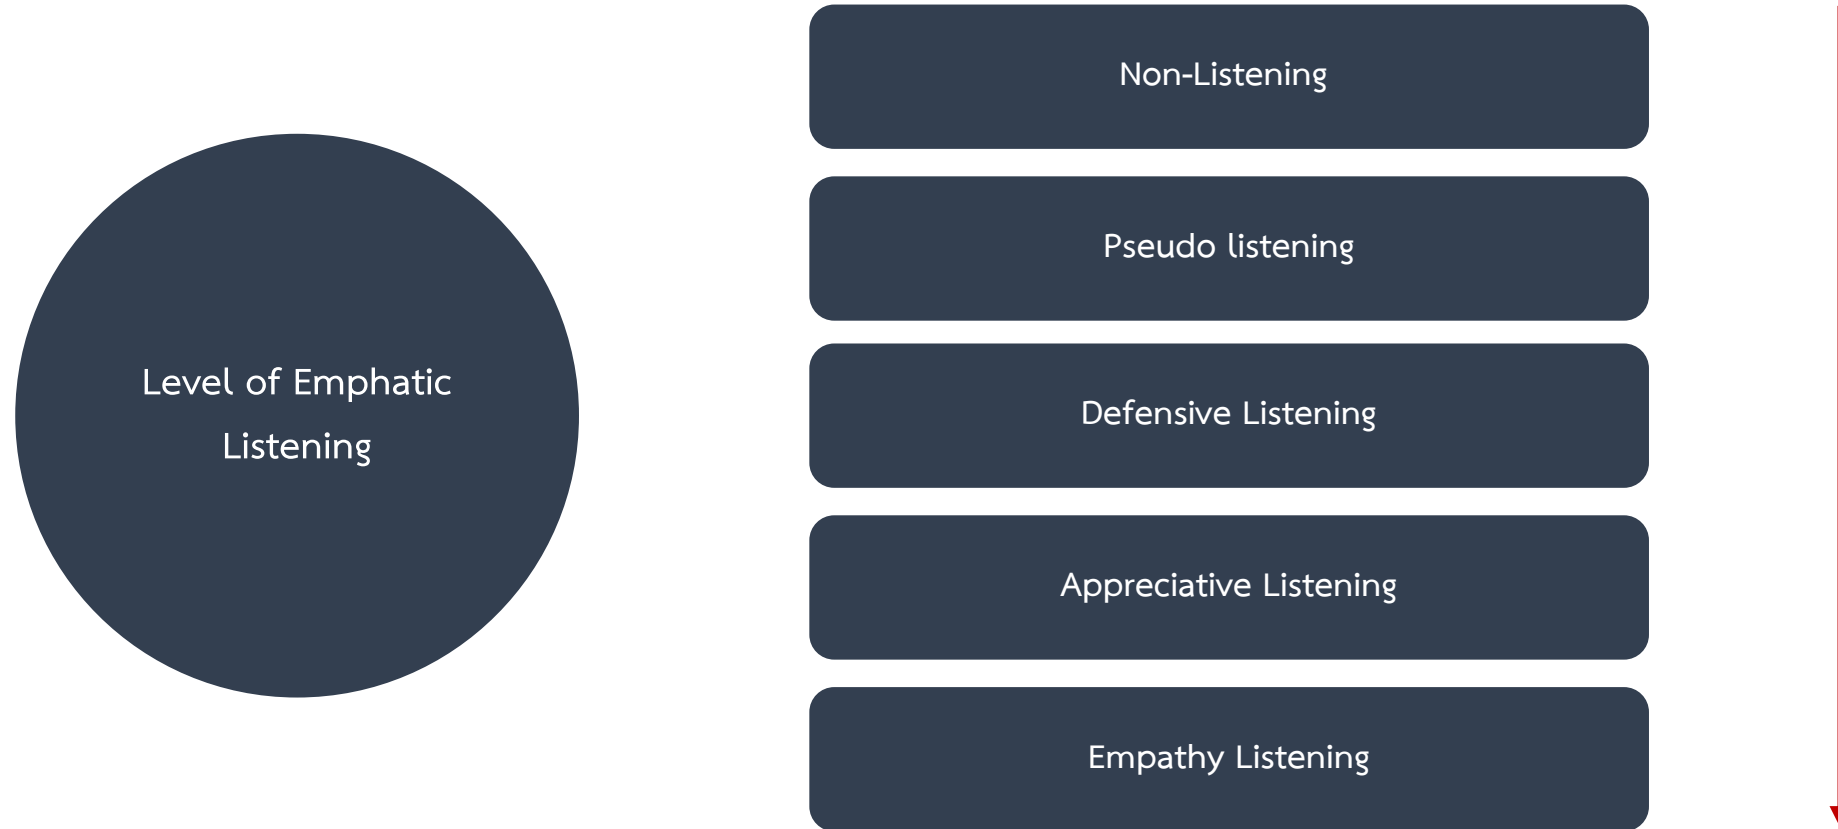 Level of Emphatic
Listening
Non-Listening
Pseudo listening
Defensive Listening
Appreciative Listening
Empathy Listening